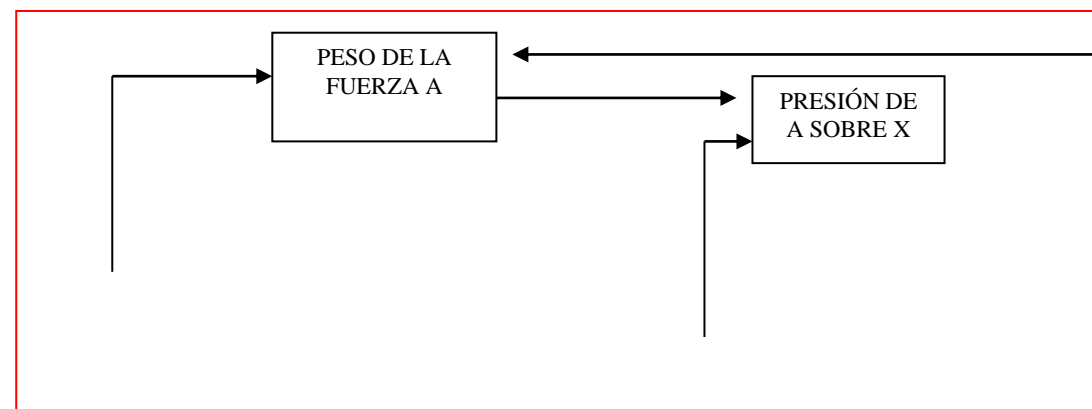 PESO DE LA
FUERZA A
PRESIÓN DE
A SOBRE X